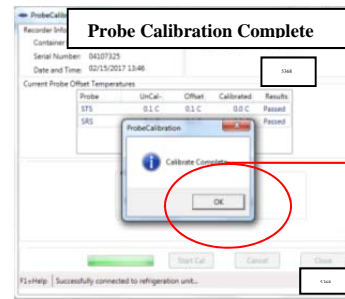 ProbeCalib
Probe Calibration Complete
Recorder Info
Container
Serial Number: 04107325
Date and Time: 02/15/2017 13:46
Current Probe Offset Temperatures
Probe UnCal- Offset Calibrated Results
STS 0.1 C 0.1 C 0.0 C Passed
SRS Passed
ProbeCalibration
Calibrate Complete
OK
Start Cal Cancel Close
F1=Help Successfully connected to refrigeration unit...